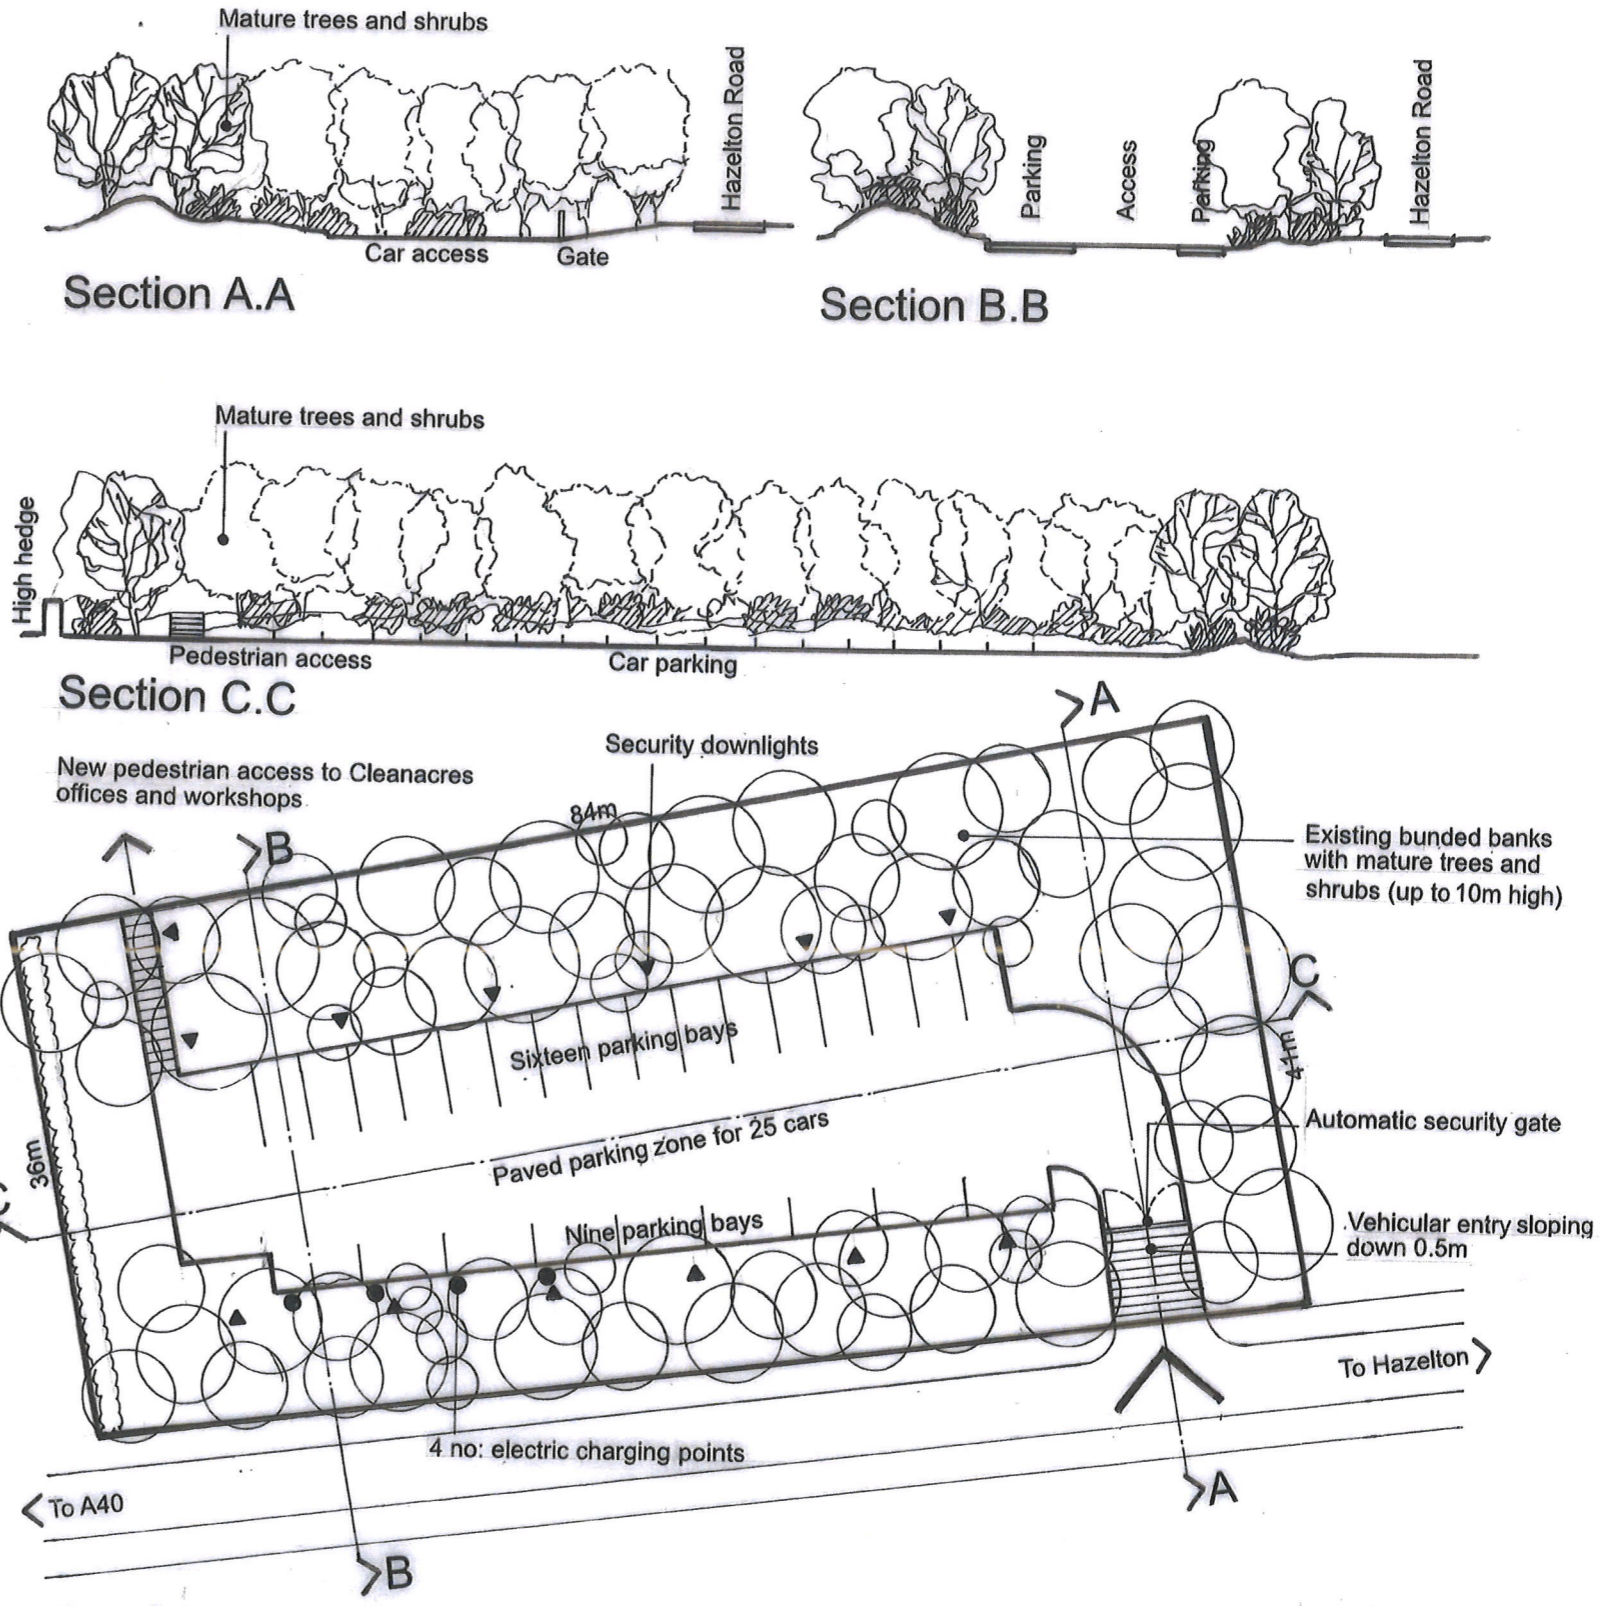 Mature trees and shrubs
Hazelton Road
Car access
Gate
Section A.A
Parking
Access
Parking
Hazelton Road
Section B.B
Mature trees and shrubs
High hedge
Pedestrian access
Car parking
Section C.C
A
Security downlights
New pedestrian access to Cleanacres
offices and workshops
84m
B
Existing bunded banks
with mature trees and
shrubs (up to 10m high)
C
Sixteen parking bays
41m
Automatic security gate
Paved parking zone for 25 cars
36m
C
Nine parking bays
Vehicular entry sloping
down 0.5m
To Hazelton
4 no: electric charging points
To A40
A
B